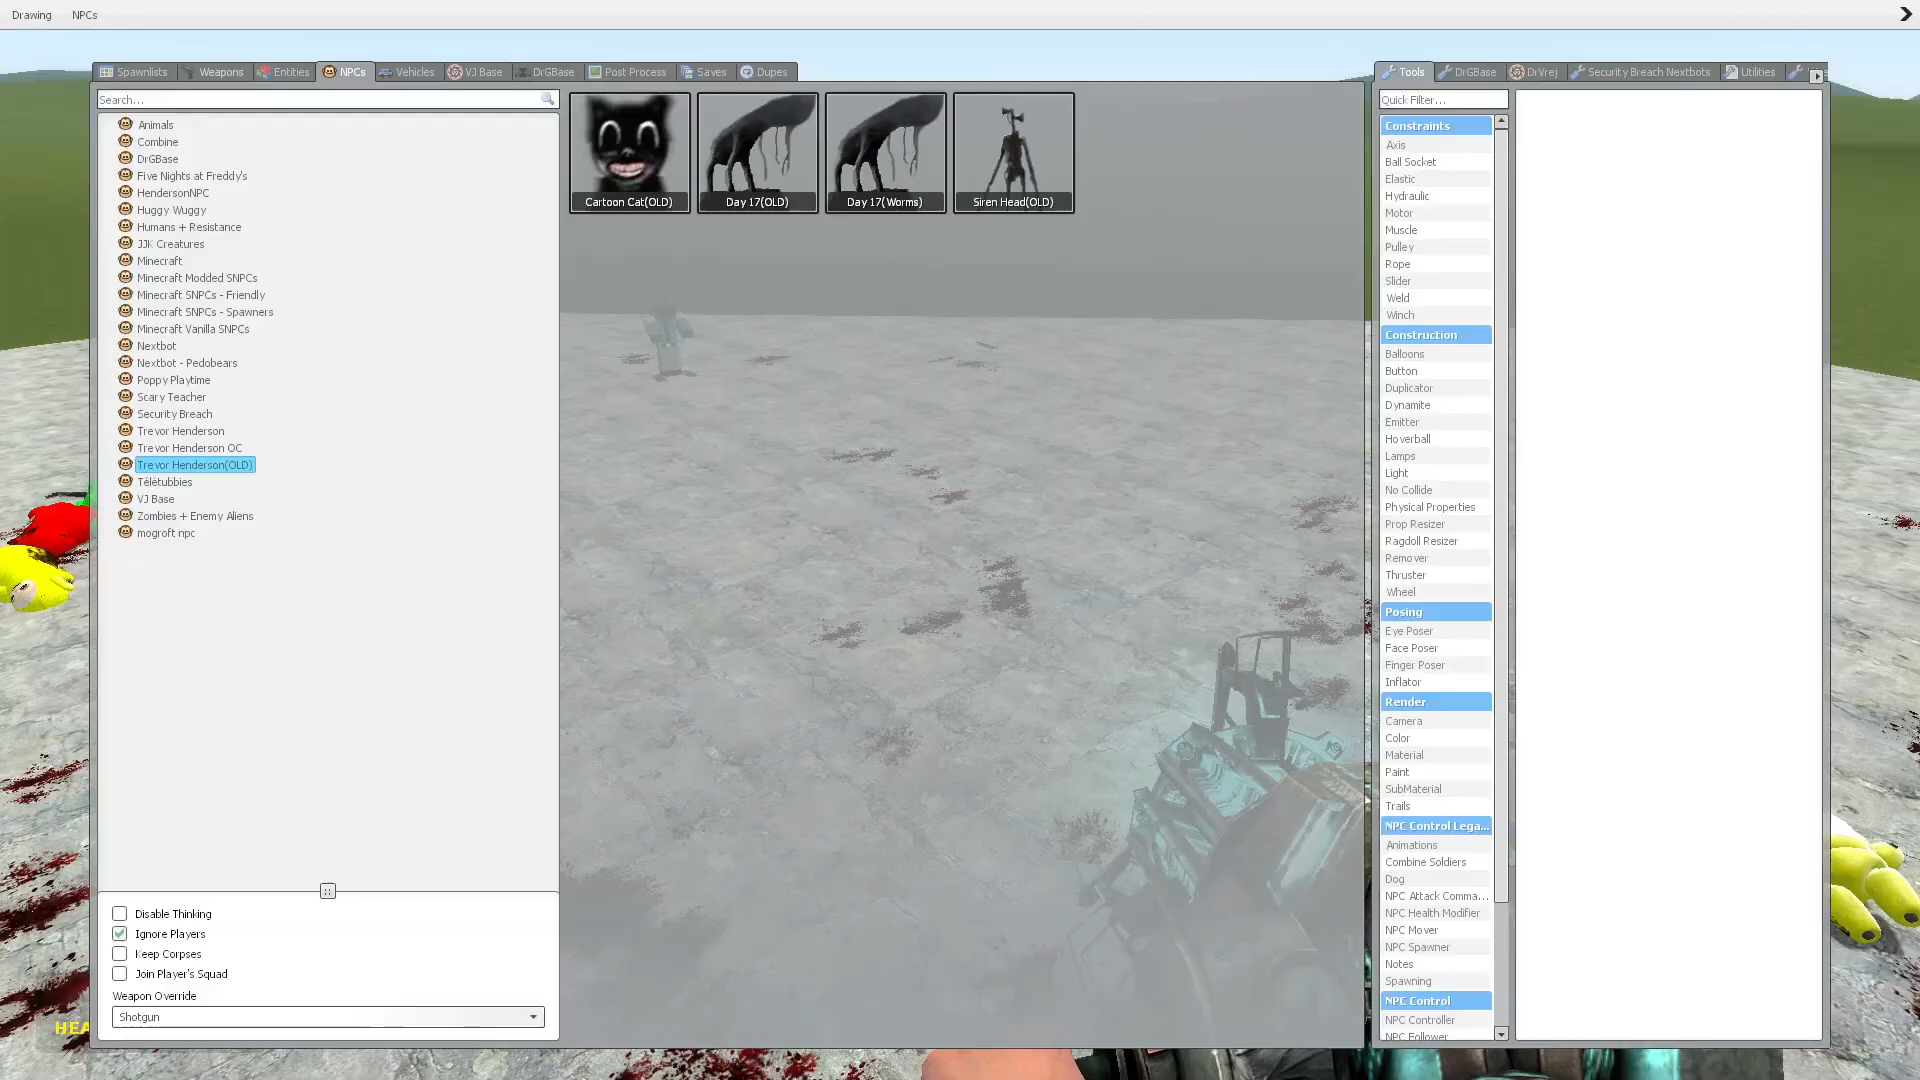 Drawing NPCs
Spawnlists Weapons Entities NPCs Vehicles VJ Base DrGBase Post Process Saves Dupes
Tools DrGBase DrVrej Security Breach Nextbots Utilities
Search...
Animals
Combine
DrGBase
Five Nights at Freddy's
HendersonNPC
Huggy Wuggy
Humans + Resistance
JJK Creatures
Minecraft
Minecraft Modded SNPCs
Minecraft SNPCs - Friendly
Minecraft SNPCs - Spawners
Minecraft Vanilla SNPCs
Nextbot
Nextbot - Pedobears
Poppy Playtime
Scary Teacher
Security Breach
Trevor Henderson
Trevor Henderson OC
Trevor Henderson(OLD)
Télétubbies
VJ Base
Zombies + Enemy Aliens
mogroft npc
Disable Thinking
Ignore Players
Keep Corpses
Join Player's Squad
Weapon Override
Shotgun
HEA
Cartoon Cat(OLD) Day 17(OLD) Day 17(Worms) Siren Head(OLD)
Quick Filter...
Constraints
Axis
Ball Socket
Elastic
Hydraulic
Motor
Muscle
Pulley
Rope
Slider
Weld
Winch
Construction
Balloons
Button
Duplicator
Dynamite
Emitter
Hoverball
Lamps
Light
No Collide
Physical Properties
Prop Resizer
Ragdoll Resizer
Remover
Thruster
Wheel
Posing
Eye Poser
Face Poser
Finger Poser
Inflator
Render
Camera
Color
Material
Paint
SubMaterial
Trails
NPC Control Lega...
Animations
Combine Soldiers
Dog
NPC Attack Comma...
NPC Health Modifier
NPC Mover
NPC Spawner
Notes
Spawning
NPC Control
NPC Controller
NPC Follower